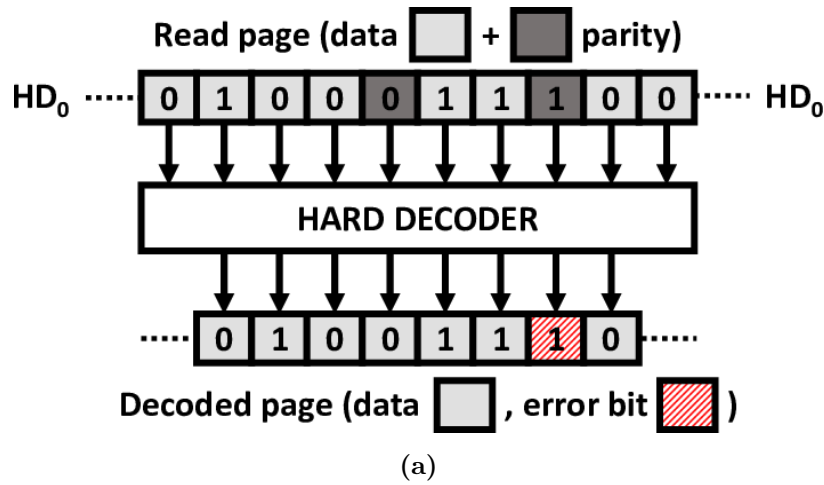 Read page (data + parity)
HD₀ 0 1 0 0 0 1 1 1 0 0 HD₀
HARD DECODER
0 1 0 0 1 1 1 0
Decoded page (data , error bit )
(a)